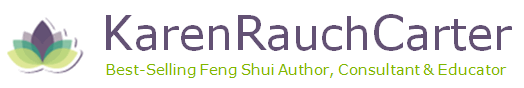 KarenRauchCarter
Best-Selling Feng Shui Author, Consultant & Educator